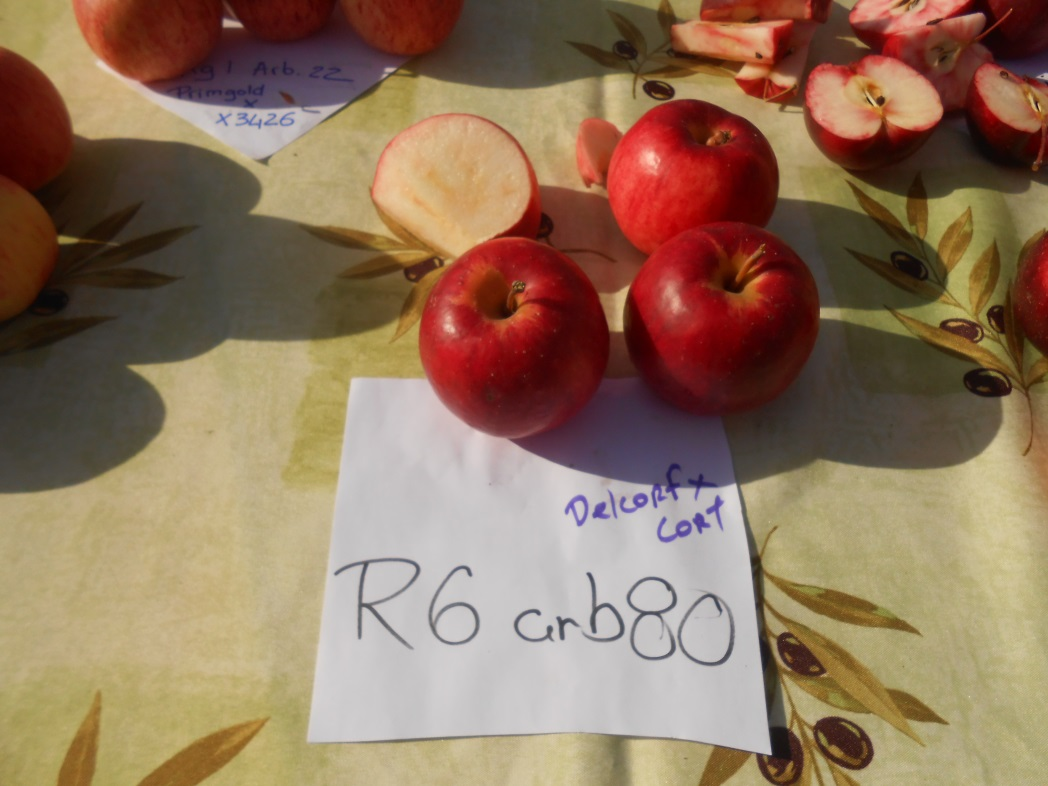 Arb. 22
Primgold
x
x3426
Delcorf x
Cort
R6 arb80